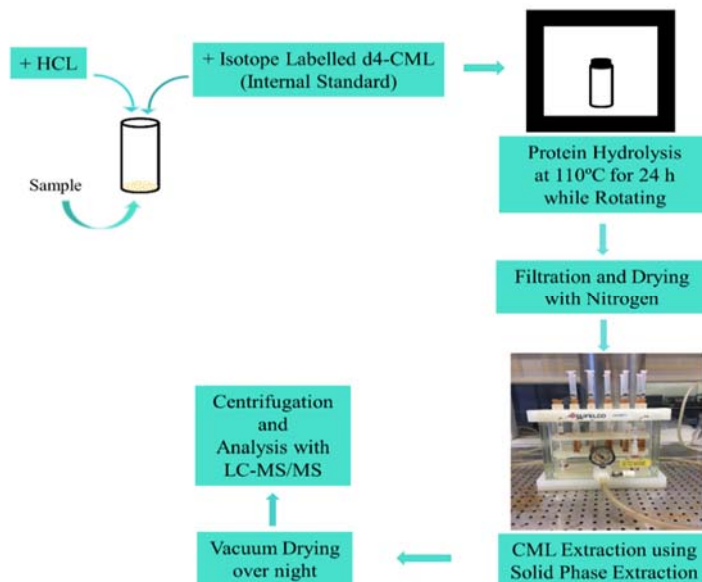 + HCL
+ Isotope Labelled d4-CML
(Internal Standard)
Sample
Protein Hydrolysis
at 110ºC for 24 h
while Rotating
Filtration and Drying
with Nitrogen
SUPELCO
CML Extraction using
Solid Phase Extraction
Vacuum Drying
over night
Centrifugation
and
Analysis with
LC-MS/MS